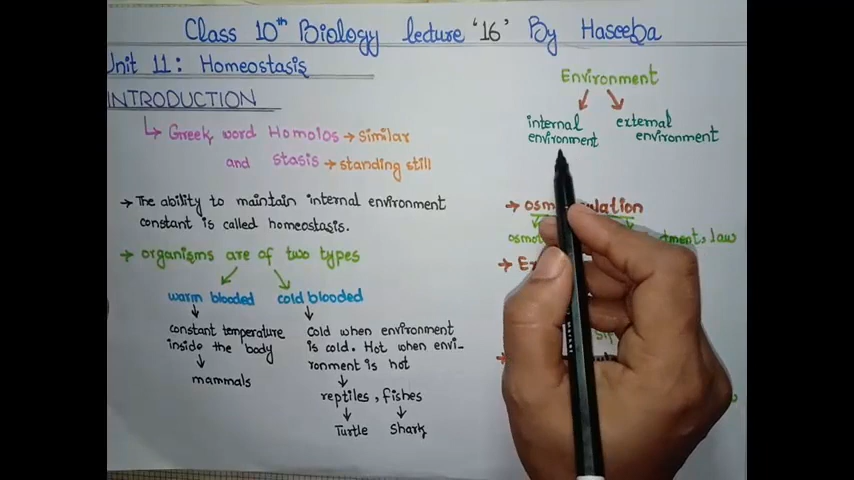 Class 10th Biology lecture '16' By Haseeba
Unit 11: Homeostasis
INTRODUCTION
Greek word Homoios → similar
and stasis → standing still
→ The ability to maintain internal environment
constant is called homeostasis.
→ organisms are of two types
warm blooded cold blooded
constant temperature
inside the body
mammals
Cold when environment
is cold. Hot when envi-
ronment is hot
reptiles, fishes
Turtle Shark
Environment
internal
environment
external
environment
law